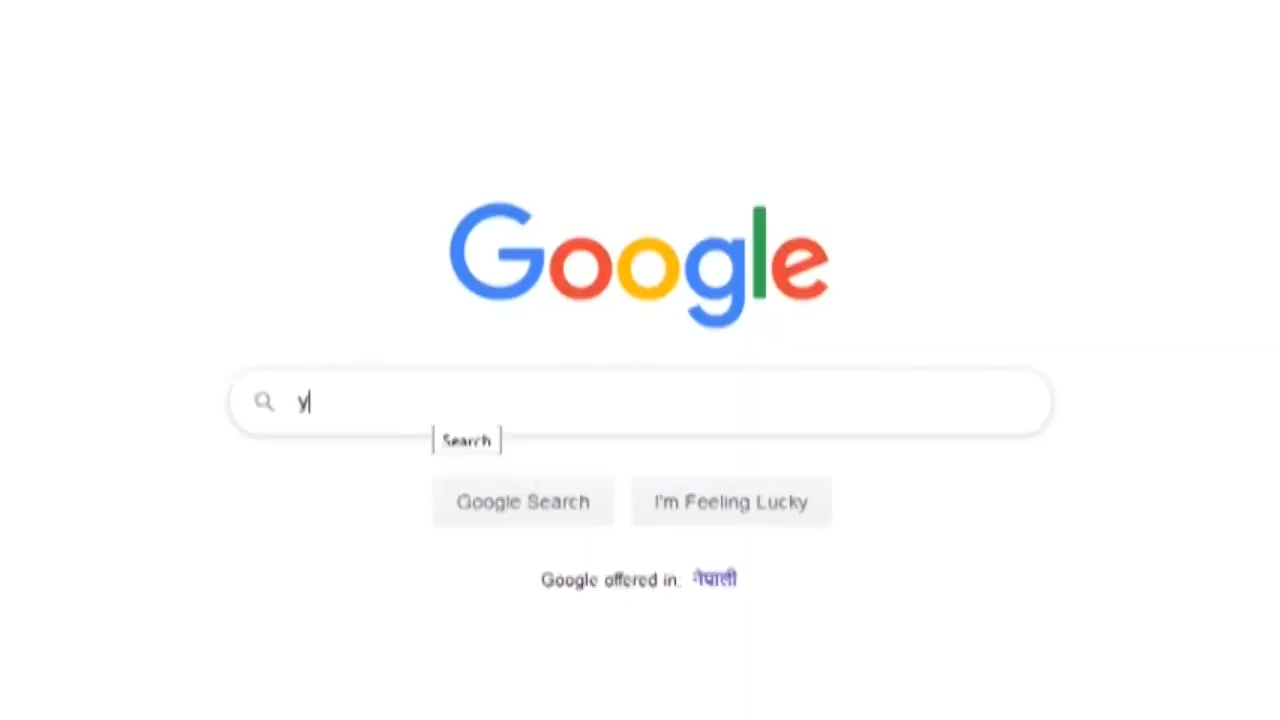 Google
y
Search
Google Search
I'm Feeling Lucky
Google offered in: नेपाली